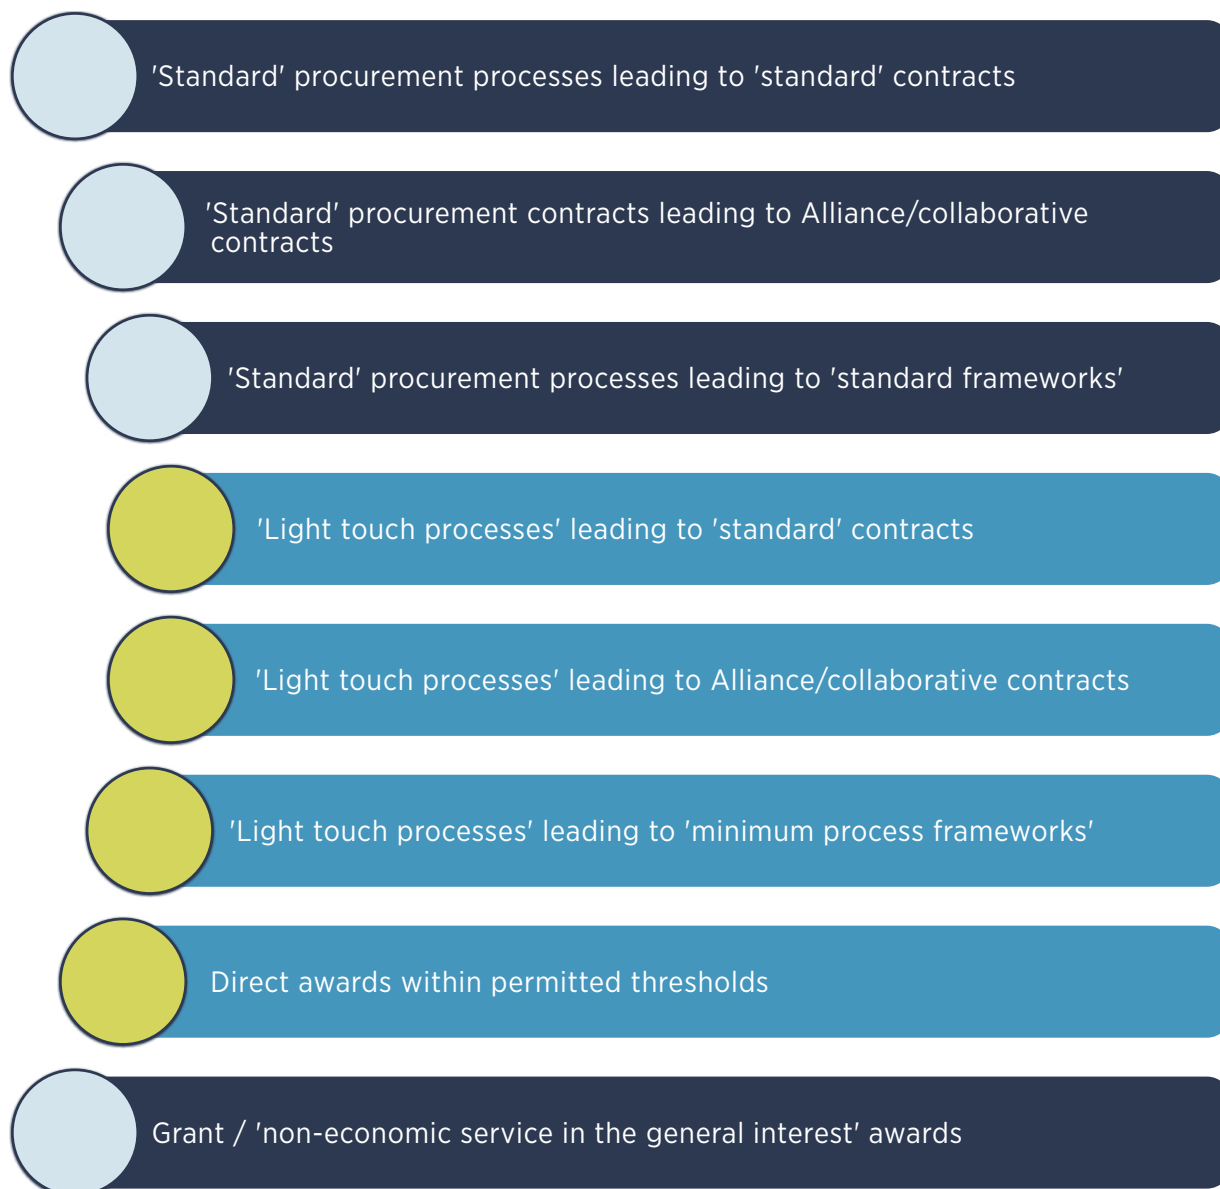 'Standard' procurement processes leading to 'standard' contracts
'Standard' procurement contracts leading to Alliance/collaborative
contracts
'Standard' procurement processes leading to 'standard frameworks'
'Light touch processes' leading to 'standard' contracts
'Light touch processes' leading to Alliance/collaborative contracts
'Light touch processes' leading to 'minimum process frameworks'
Direct awards within permitted thresholds
Grant / 'non-economic service in the general interest' awards